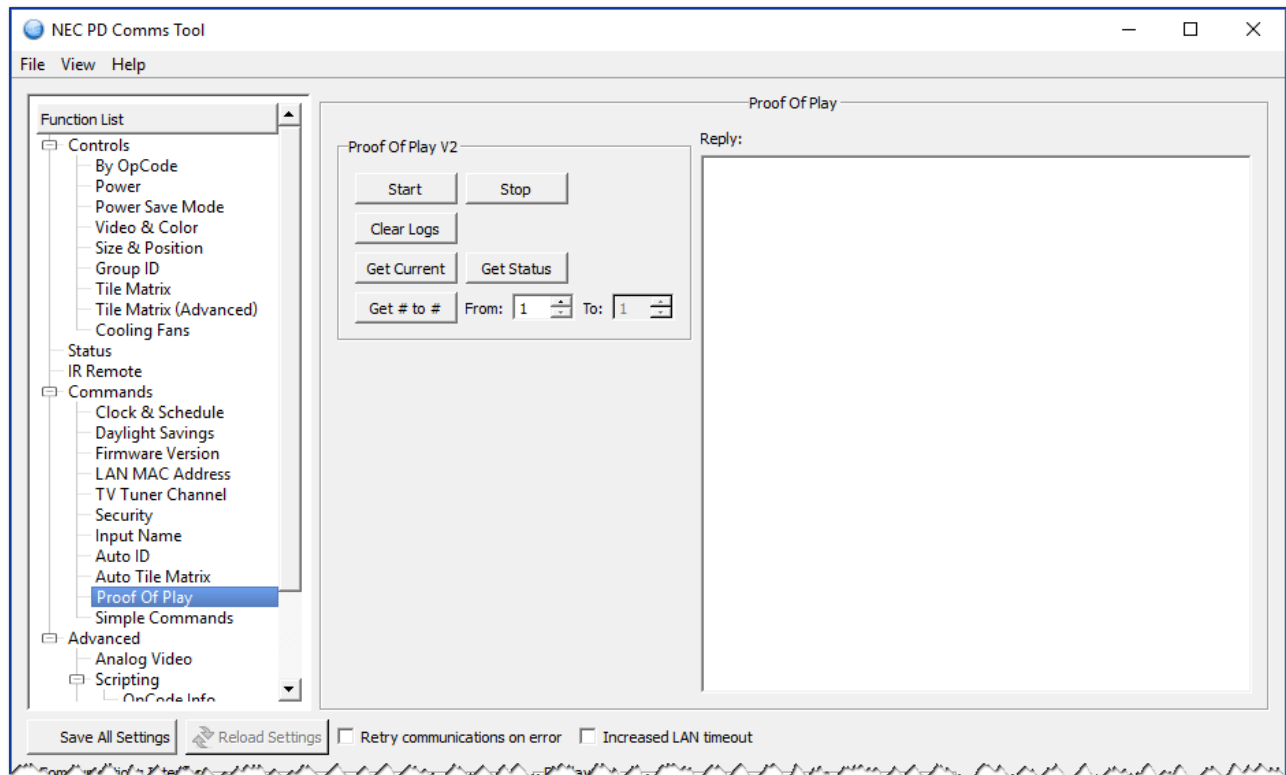 NEC PD Comms Tool
File View Help
Function List
Controls
By OpCode
Power
Power Save Mode
Video & Color
Size & Position
Group ID
Tile Matrix
Tile Matrix (Advanced)
Cooling Fans
Status
IR Remote
Commands
Clock & Schedule
Daylight Savings
Firmware Version
LAN MAC Address
TV Tuner Channel
Security
Input Name
Auto ID
Auto Tile Matrix
Proof Of Play
Simple Commands
Advanced
Analog Video
Scripting
OpCode Info
Proof Of Play
Proof Of Play V2
Start Stop
Clear Logs
Get Current Get Status
Get # to # From: 1 To: 1
Reply:
Save All Settings Reload Settings Retry communications on error Increased LAN timeout